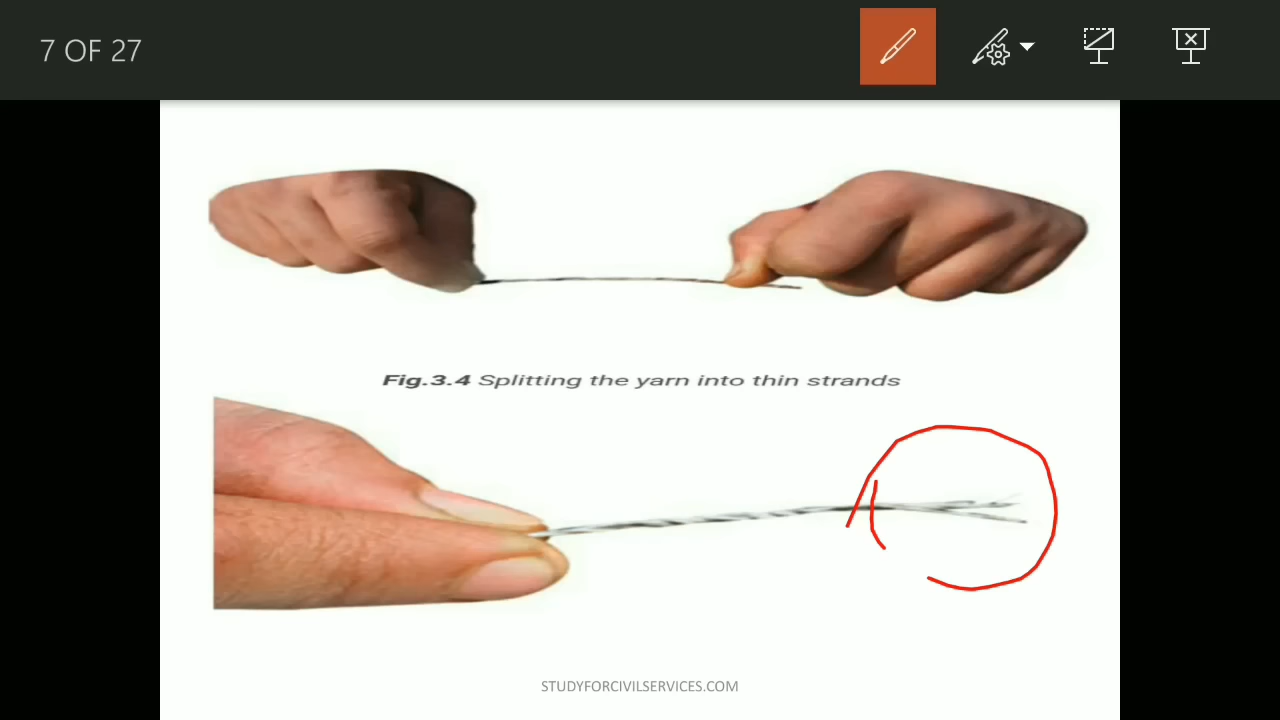 7 OF 27
Fig.3.4 Splitting the yarn into thin strands
STUDYFORCIVILSERVICES.COM